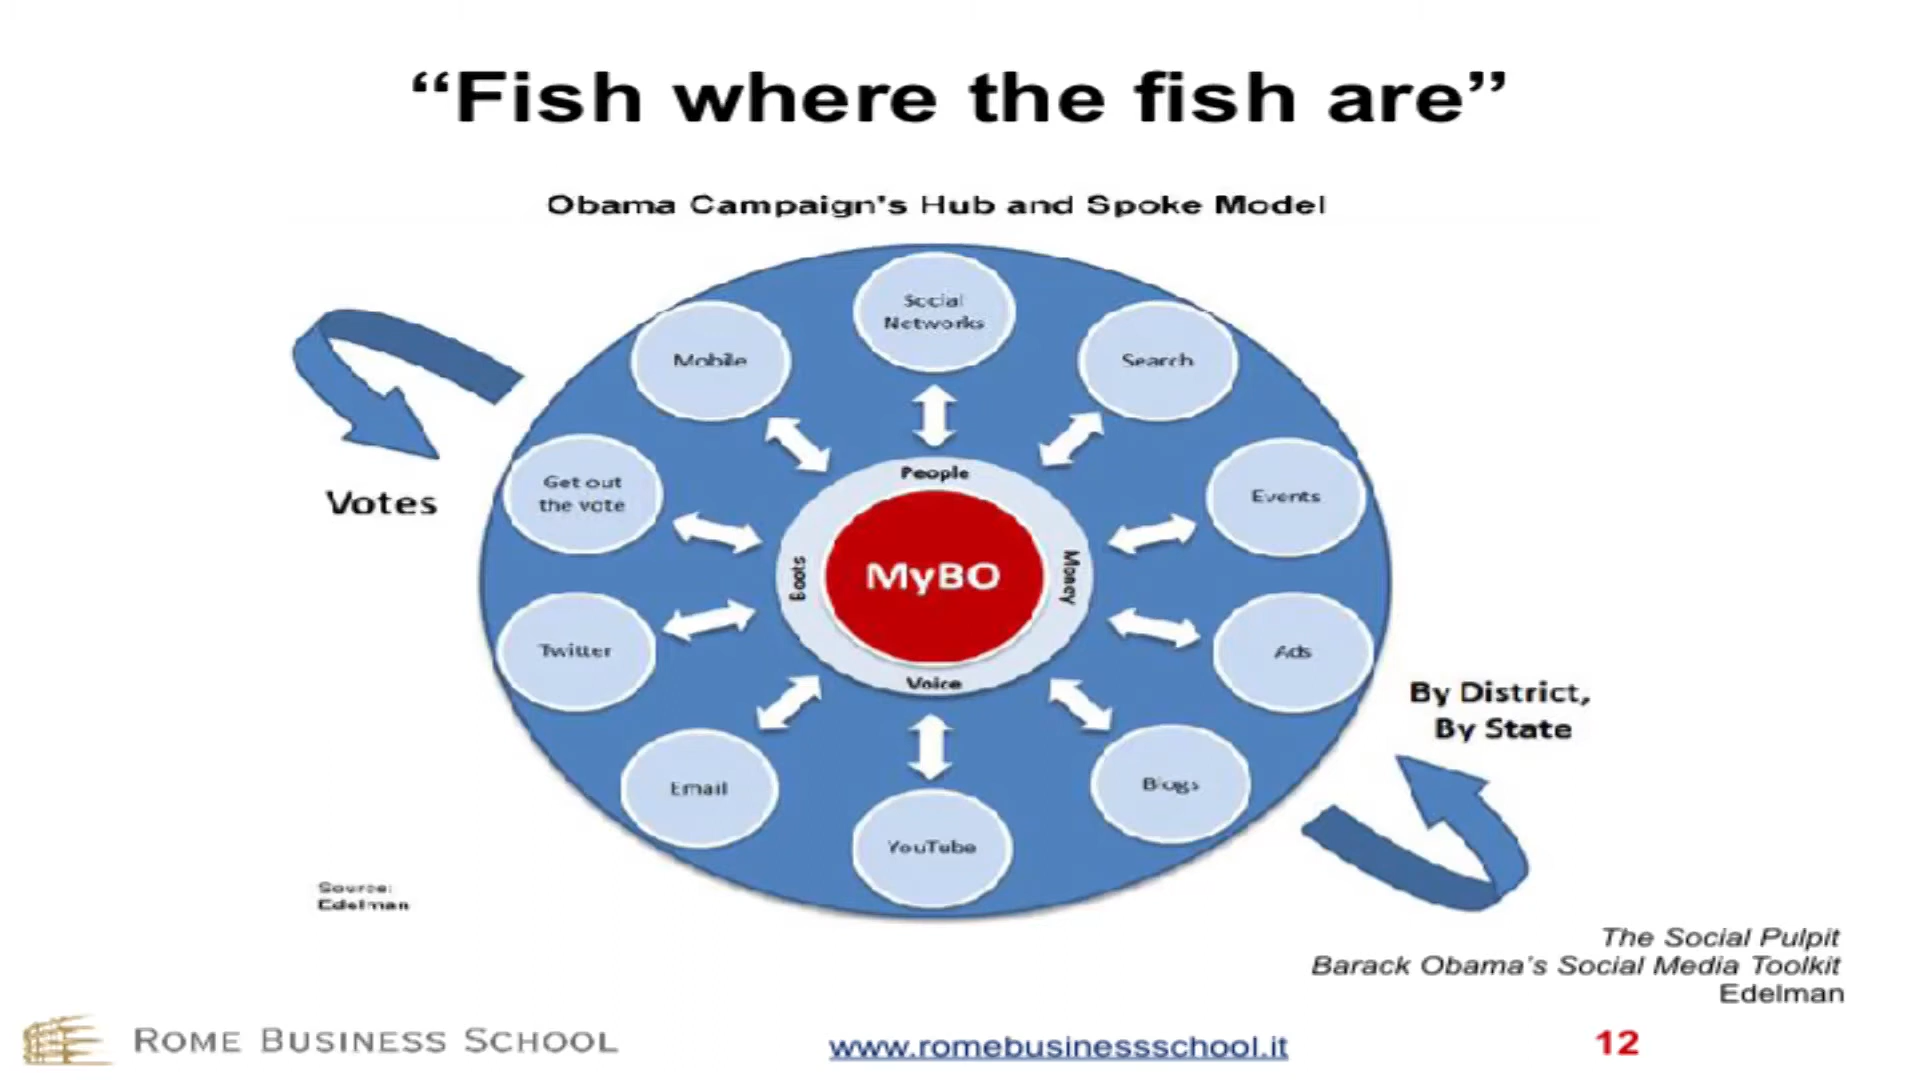 “Fish where the fish are”
Obama Campaign's Hub and Spoke Model
Social
Networks
Mobile
Search
People
Get out
the vote
Events
Votes
Boots
MyBO
Money
Twitter
Ads
Voice
By District,
By State
Email
Blogs
YouTube
Source:
Edelman
The Social Pulpit
Barack Obama’s Social Media Toolkit
Edelman
ROME BUSINESS SCHOOL
www.romebusinessschool.it
12